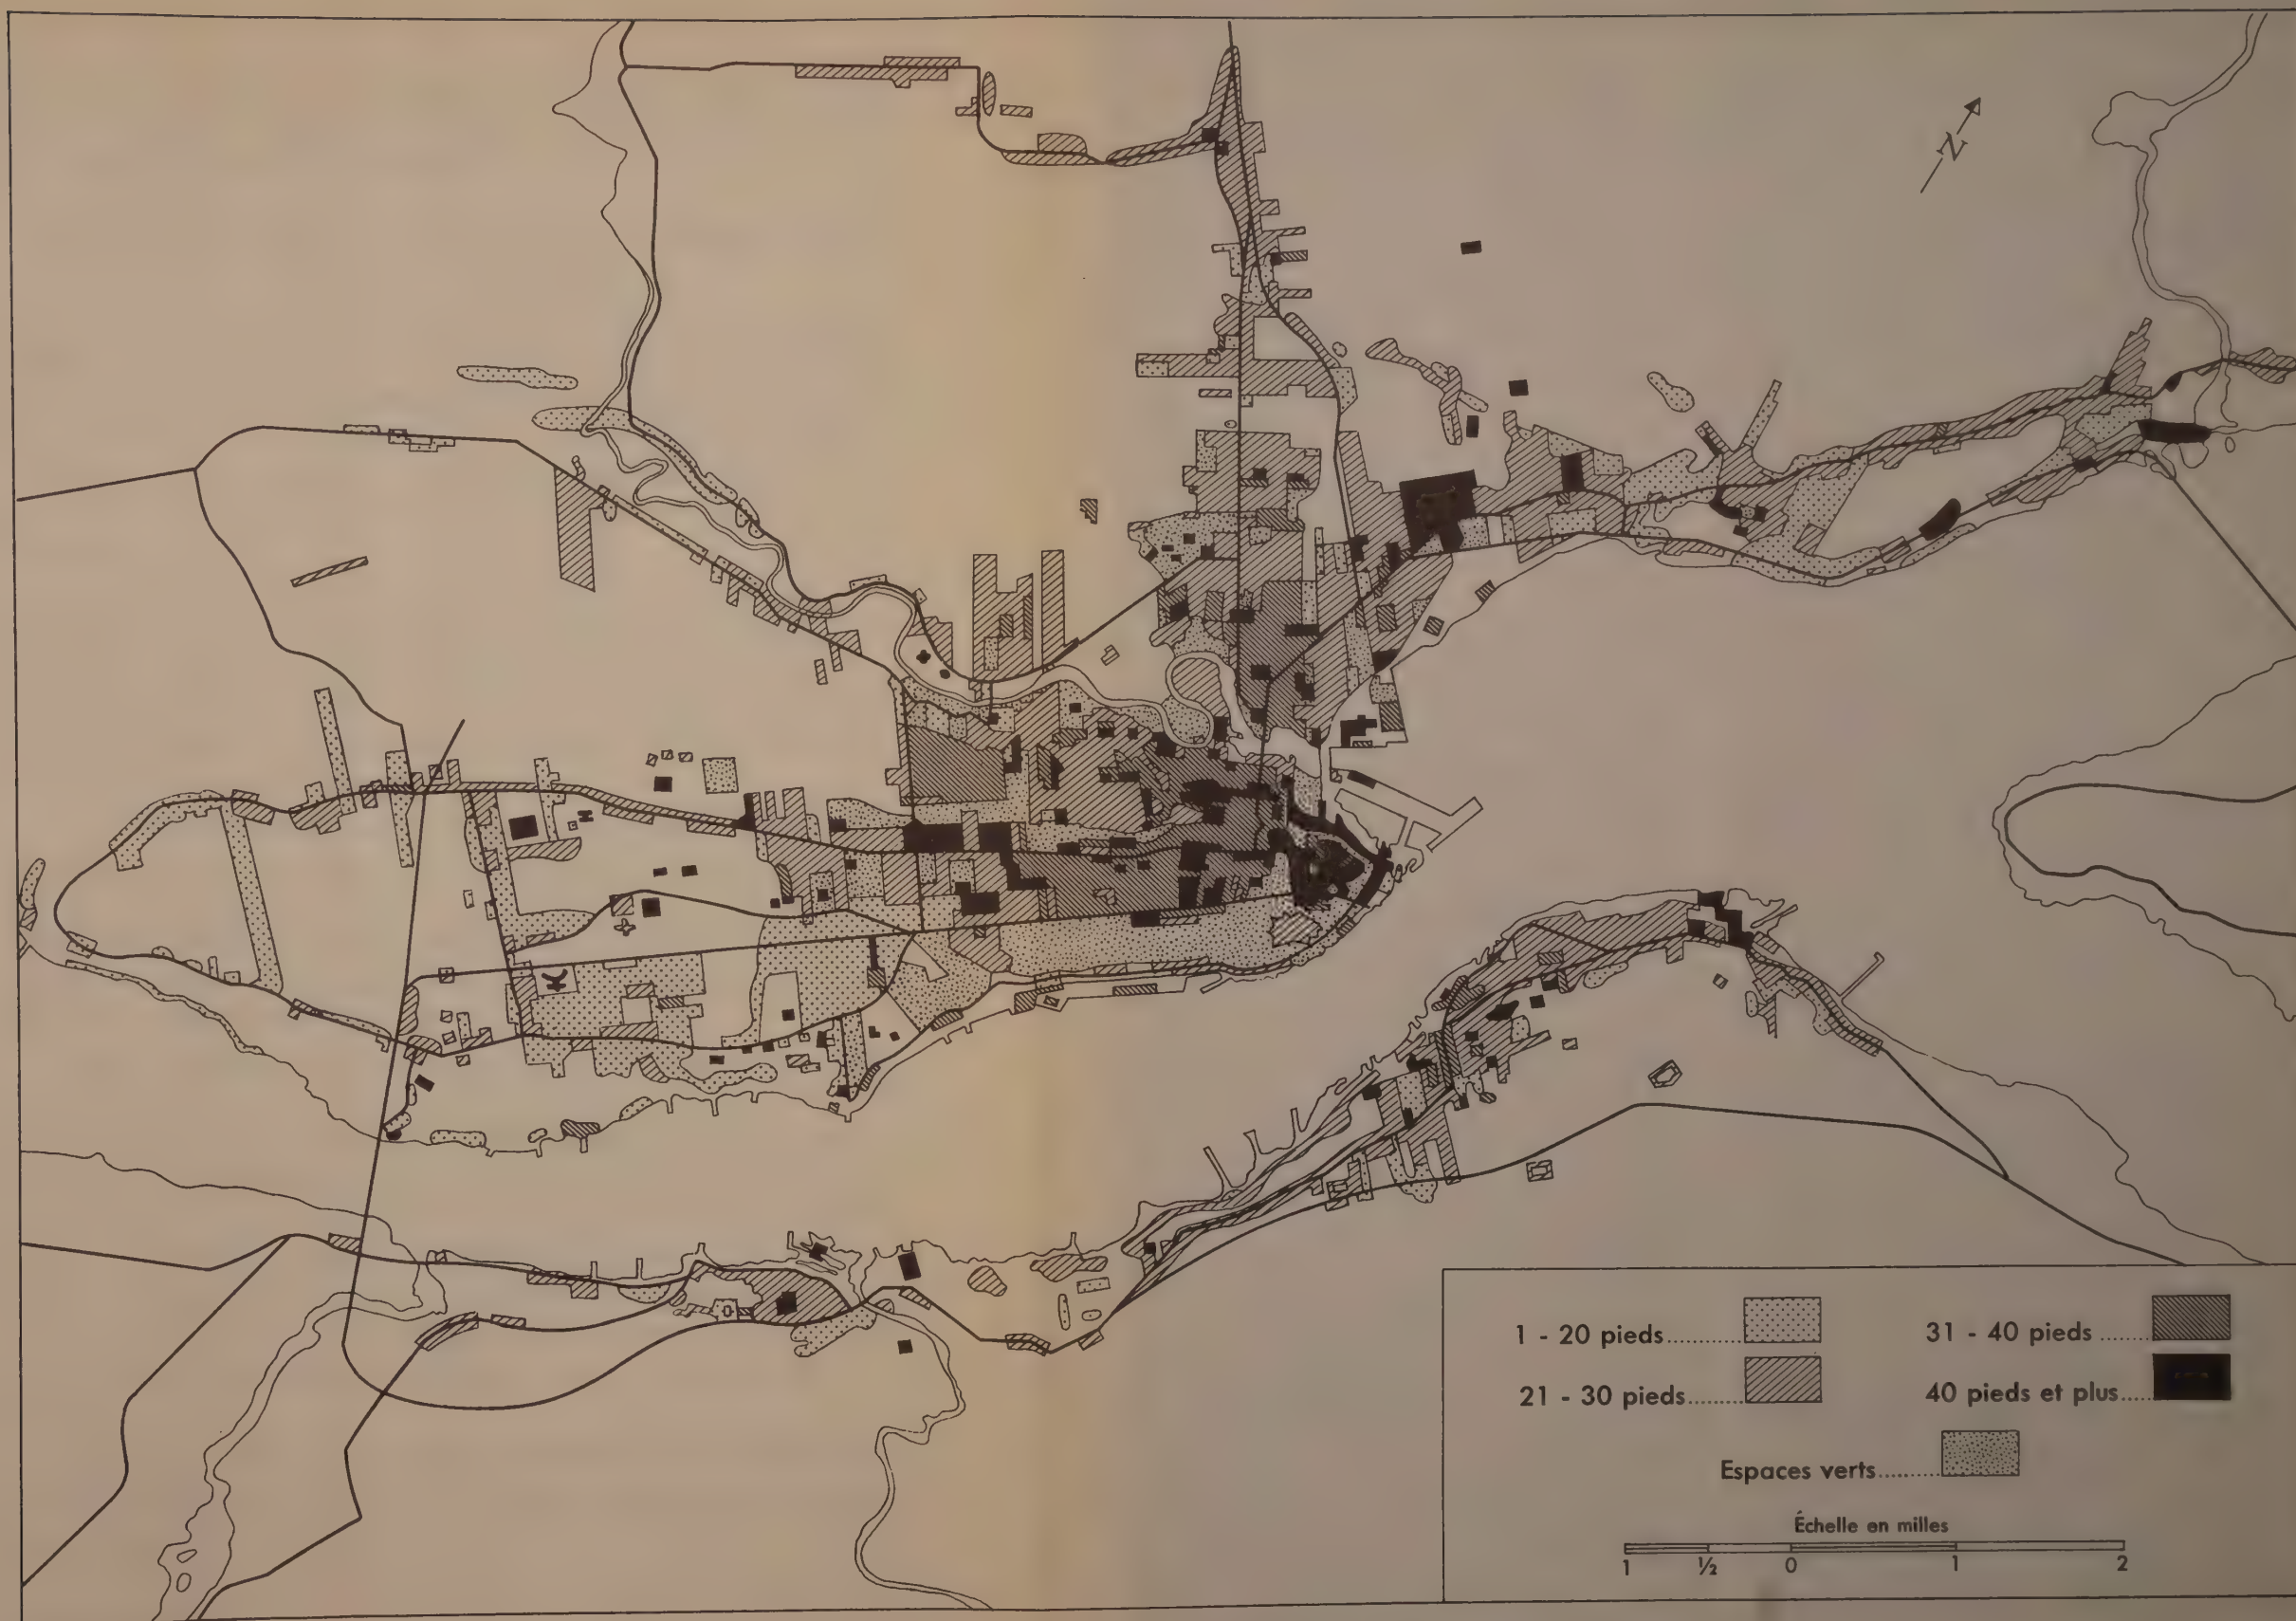 N
1 - 20 pieds
31 - 40 pieds
21 - 30 pieds
40 pieds et plus
Espaces verts
Échelle en milles
1 ½ 0 1 2